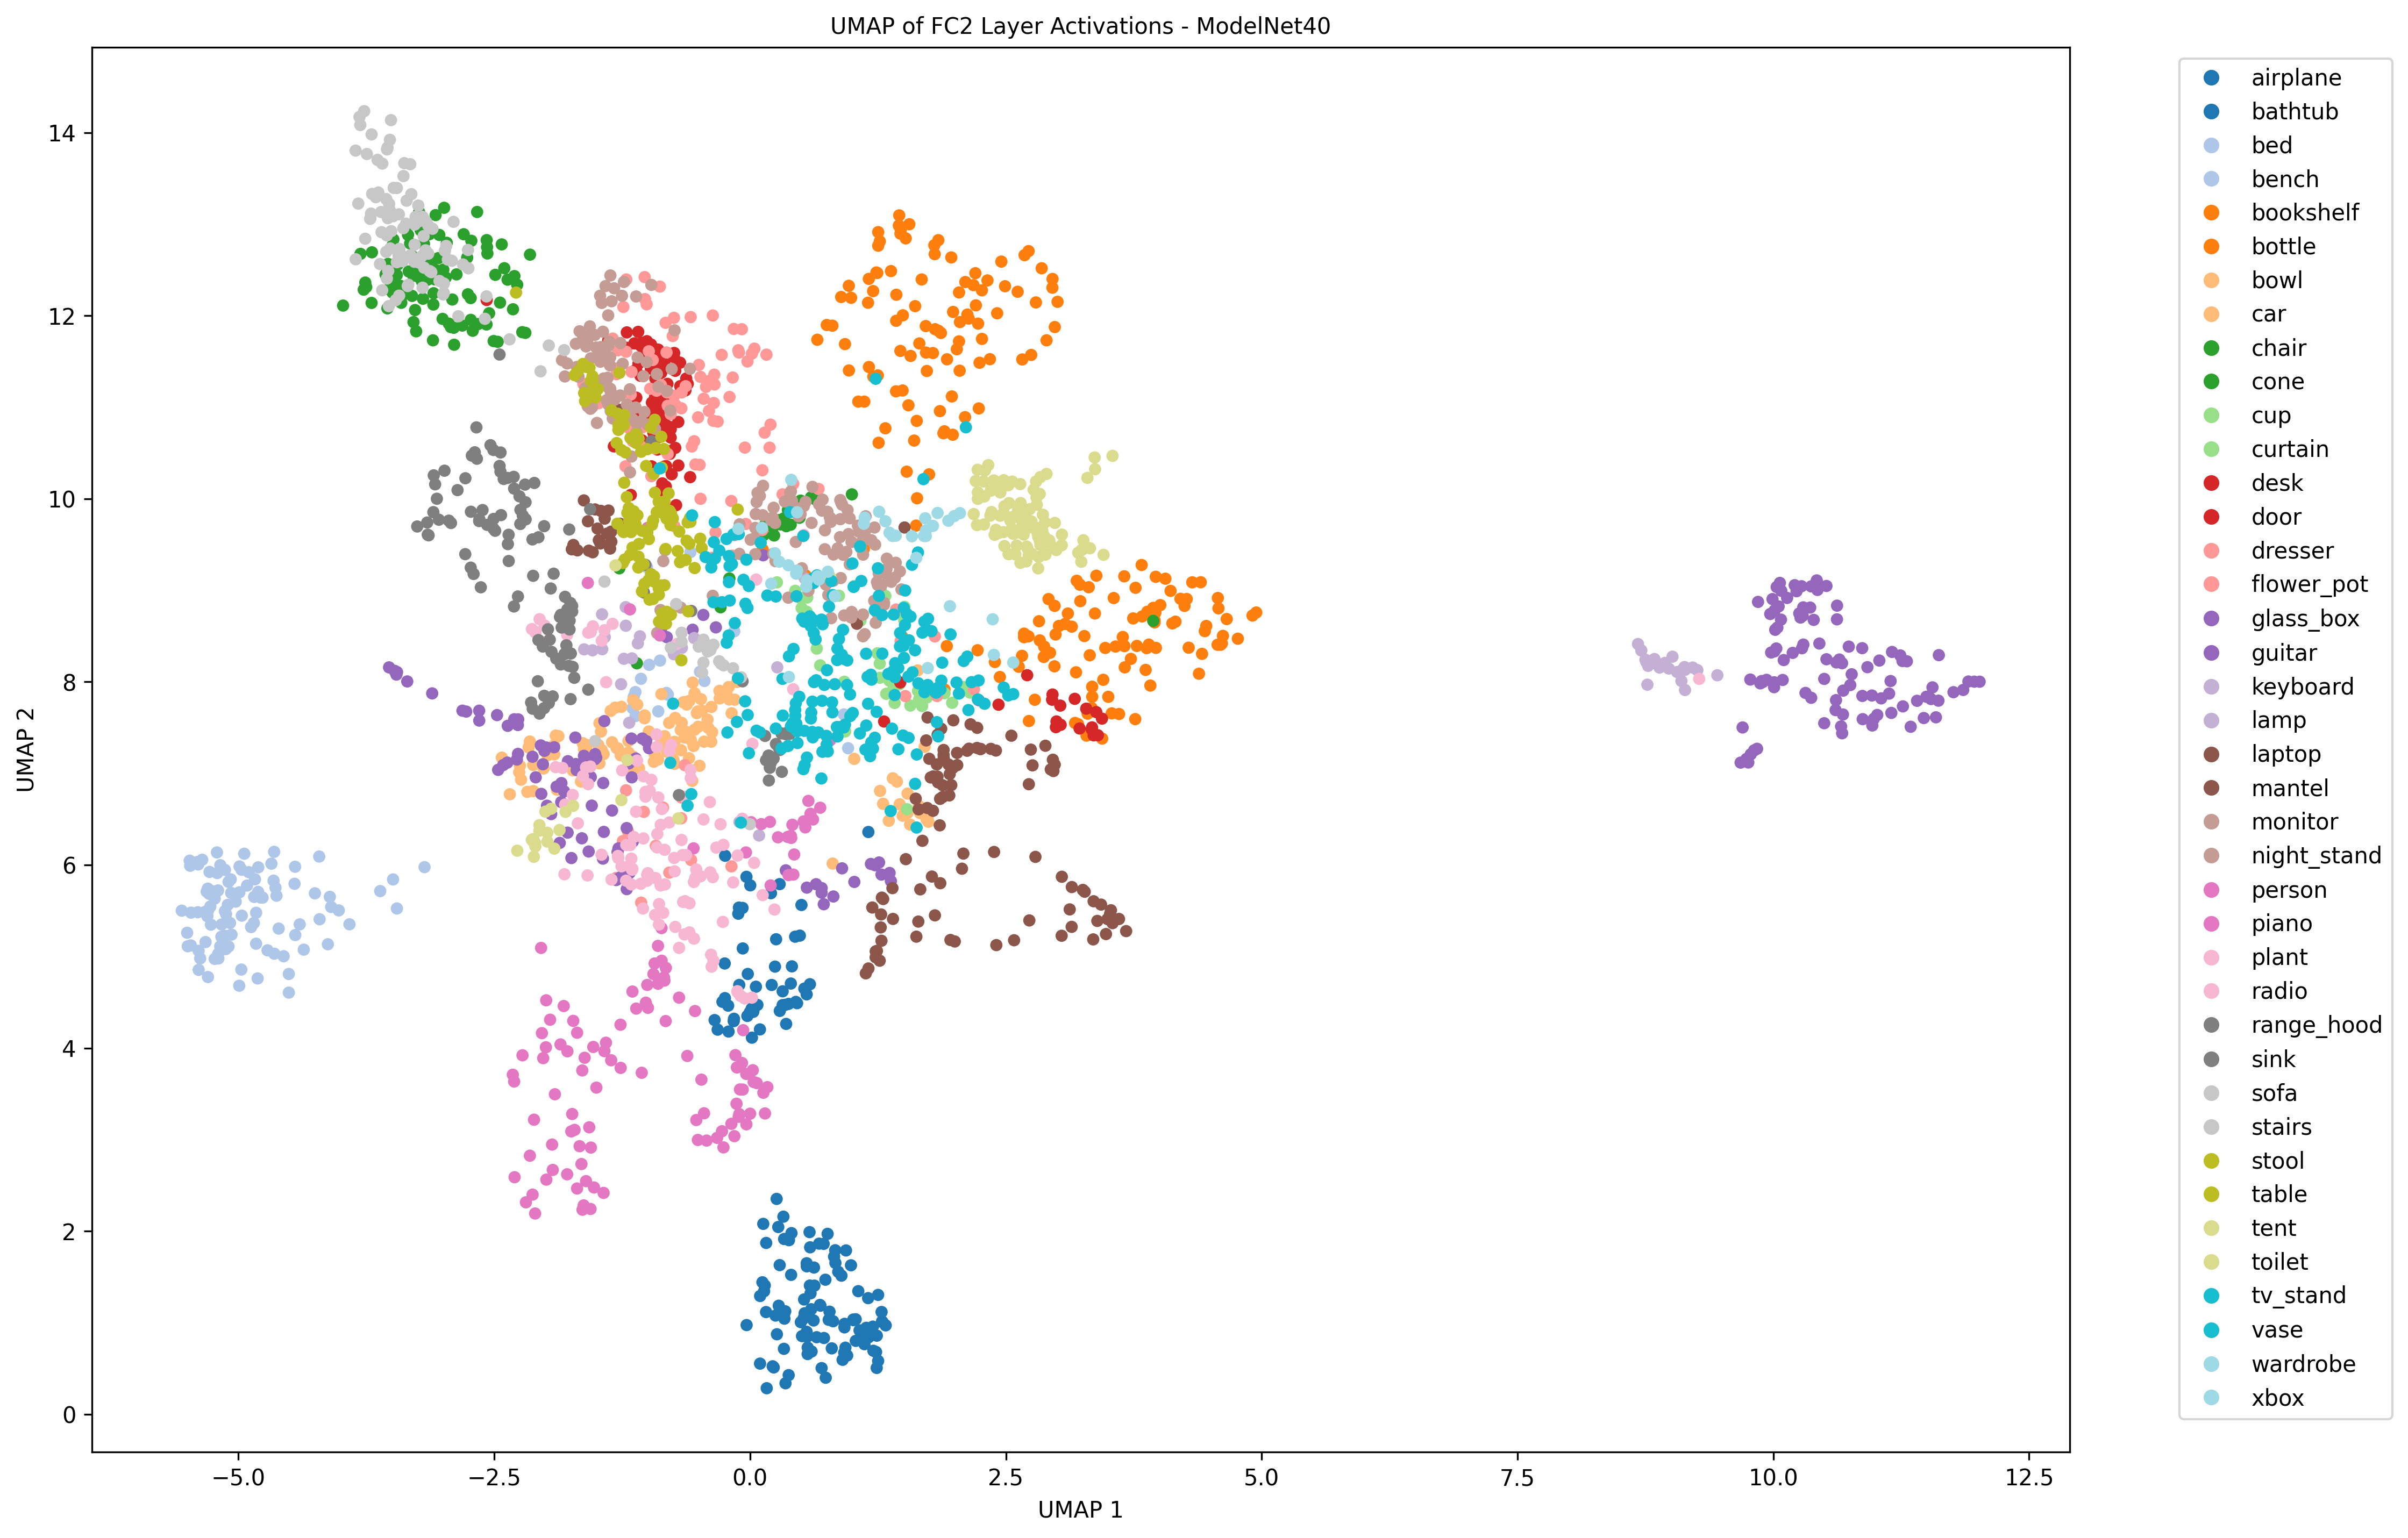 UMAP of FC2 Layer Activations - ModelNet40
UMAP 2
14
12
10
8
6
4
2
0
−5.0
−2.5
0.0
2.5
5.0
7.5
10.0
12.5
UMAP 1
airplane
bathtub
bed
bench
bookshelf
bottle
bowl
car
chair
cone
cup
curtain
desk
door
dresser
flower_pot
glass_box
guitar
keyboard
lamp
laptop
mantel
monitor
night_stand
person
piano
plant
radio
range_hood
sink
sofa
stairs
stool
table
tent
toilet
tv_stand
vase
wardrobe
xbox